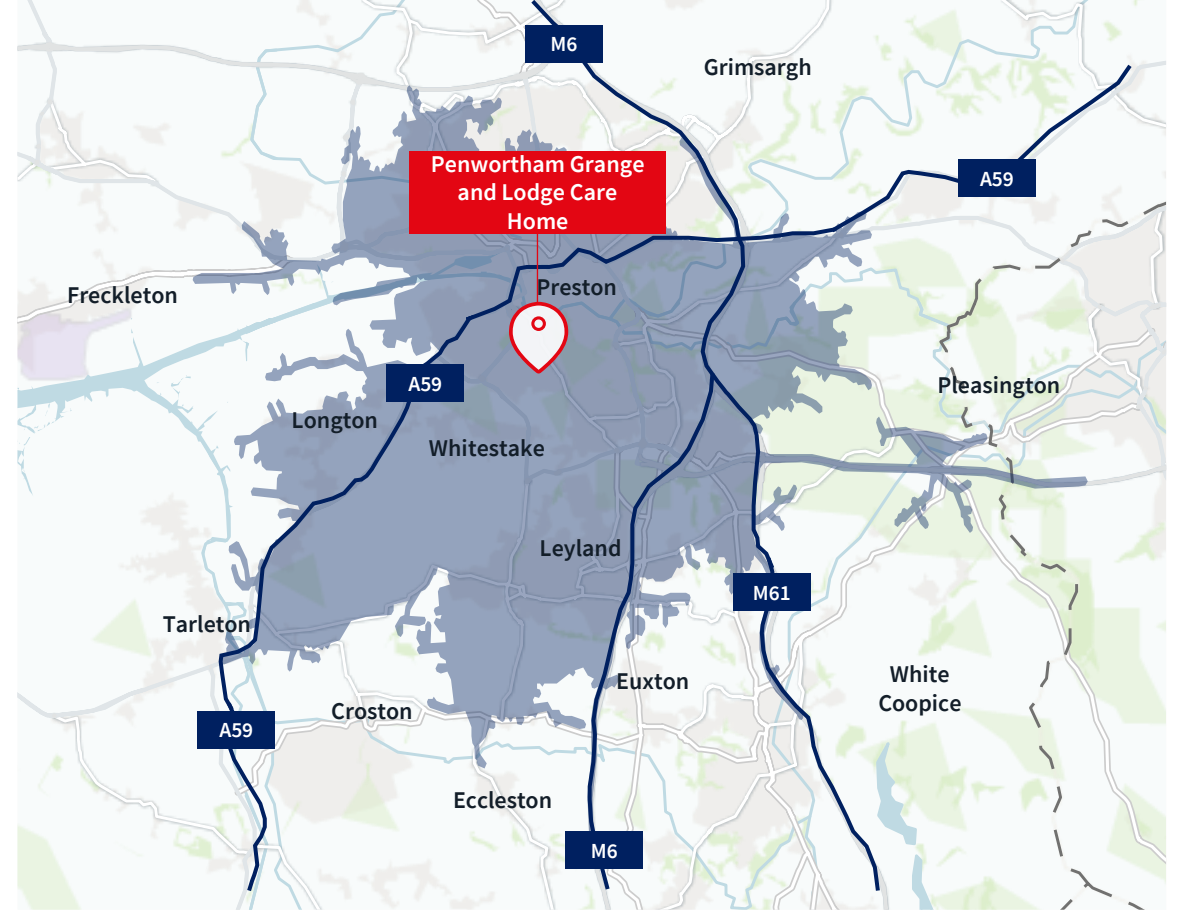 M6
Grimsargh
Penwortham Grange
and Lodge Care
Home
A59
Preston
Freckleton
A59
Pleasington
Longton
Whitestake
Leyland
M61
Tarleton
Euxton
White
Coopice
Croston
A59
Eccleston
M6